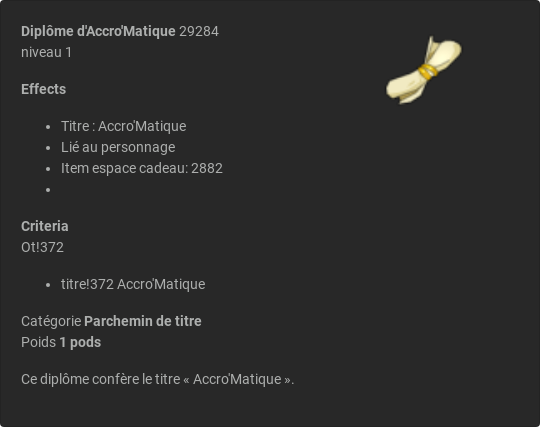 Diplôme d'Accro'Matique 29284
niveau 1
Effects
Titre : Accro'Matique
Lié au personnage
Item espace cadeau: 2882
Criteria
Ot!372
titre!372 Accro'Matique
Catégorie Parchemin de titre
Poids 1 pods
Ce diplôme confère le titre « Accro'Matique ».